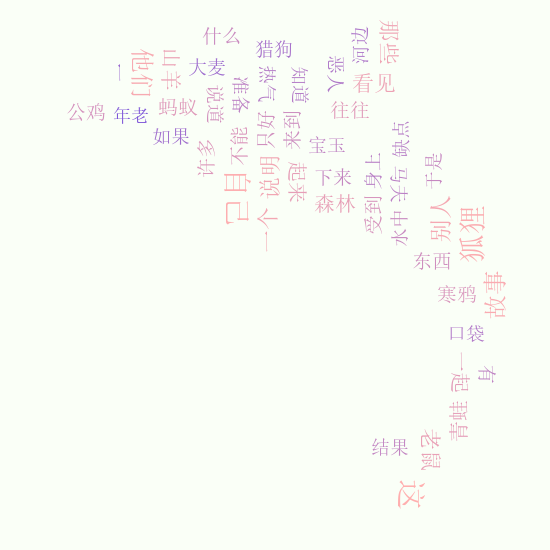 那些
什么
河边
猎狗
山羊
他们
一
大麦
恶人
看见
热气
知道
准备
说道
公鸡
年老
蚂蚁
往往
如果
只好
来到
不能
许多
宝玉
缺点
身上
马夫
于是
自己
说明
起来
下来
森林
受到
水中
别人
狐狸
一个
东西
寒鸦
故事
口袋
一起
有
青蛙
老鼠
结果
这